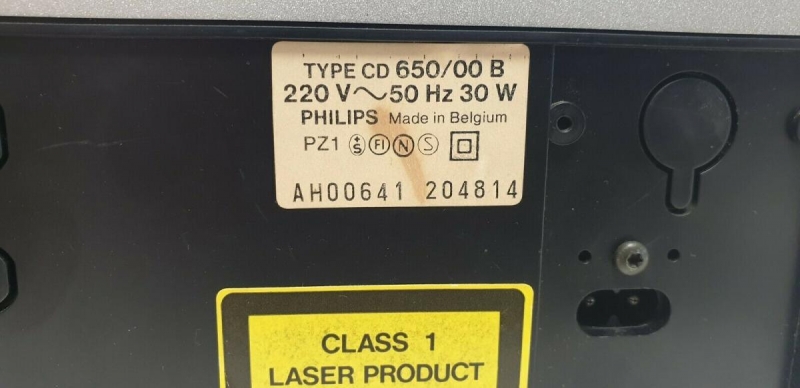 TYPE CD 650/00 B
220 V～50 Hz 30 W
PHILIPS Made in Belgium
PZ1 +S FI N S
AH00641 204814
CLASS 1
LASER PRODUCT